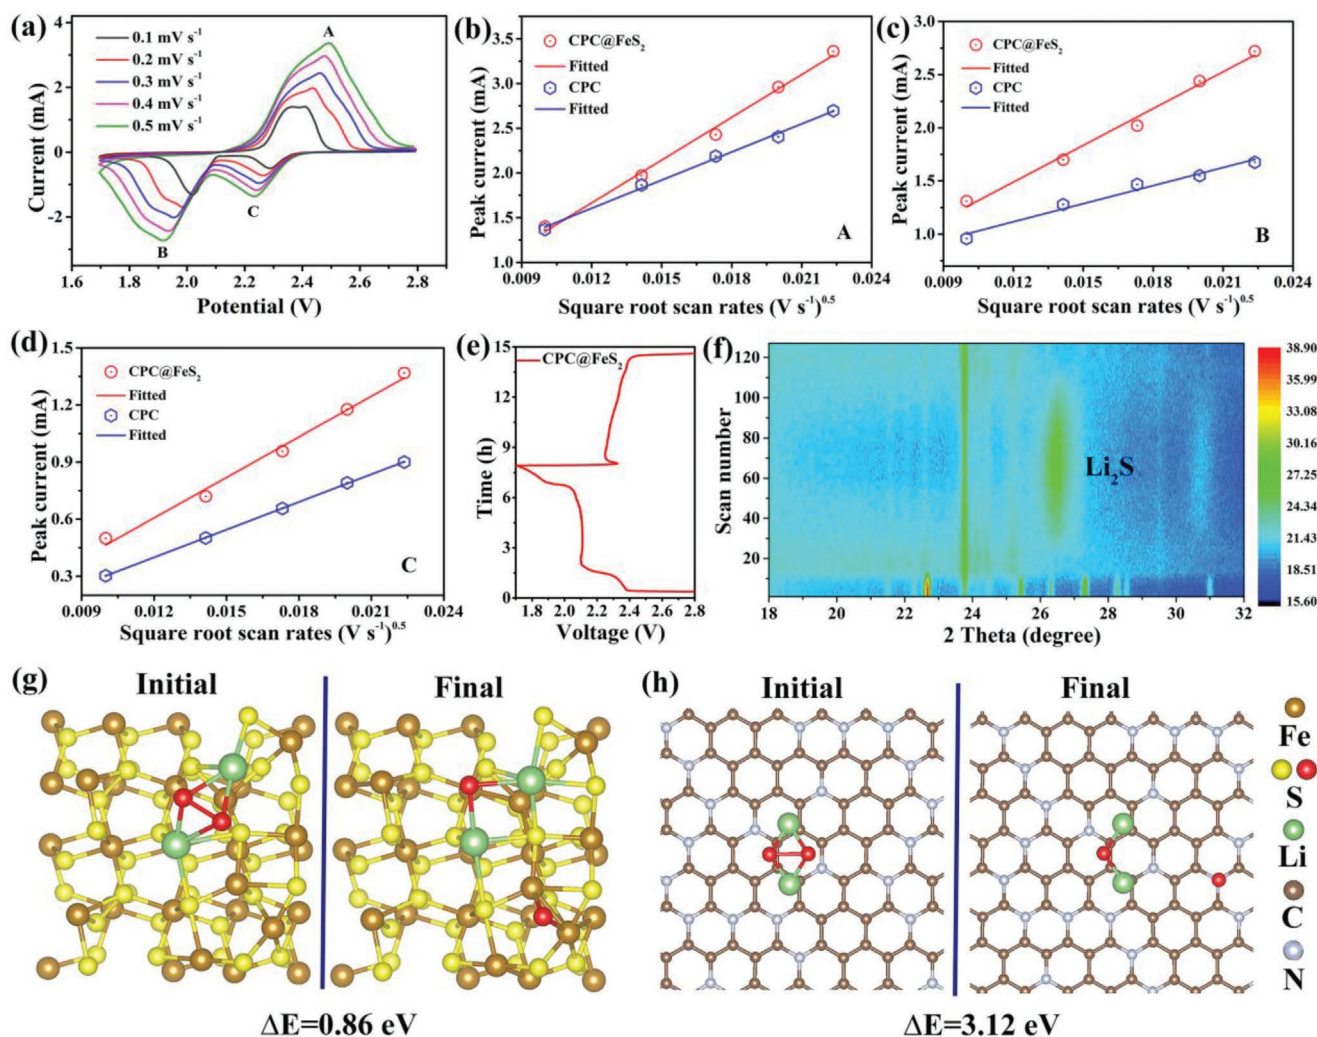 (a)
0.1 mV s⁻¹
0.2 mV s⁻¹
0.3 mV s⁻¹
0.4 mV s⁻¹
0.5 mV s⁻¹
A
B
C
4
2
0
-2
Current (mA)
1.6 1.8 2.0 2.2 2.4 2.6 2.8
Potential (V)
(b)
CPC@FeS₂
Fitted
CPC
Fitted
3.5
3.0
2.5
2.0
1.5
1.0
Peak current (mA)
A
0.009 0.012 0.015 0.018 0.021 0.024
Square root scan rates (V s⁻¹)⁰·⁵
(c)
CPC@FeS₂
Fitted
CPC
Fitted
3.0
2.5
2.0
1.5
1.0
Peak current (mA)
B
0.009 0.012 0.015 0.018 0.021 0.024
Square root scan rates (V s⁻¹)⁰·⁵
(d)
CPC@FeS₂
Fitted
CPC
Fitted
1.5
1.2
0.9
0.6
0.3
Peak current (mA)
C
0.009 0.012 0.015 0.018 0.021 0.024
Square root scan rates (V s⁻¹)⁰·⁵
(e)
CPC@FeS₂
15
12
9
6
3
0
Time (h)
1.8 2.0 2.2 2.4 2.6 2.8
Voltage (V)
(f)
120
100
80
60
40
20
Scan number
Li₂S
18 20 22 24 26 28 30 32
2 Theta (degree)
38.90
35.99
33.08
30.16
27.25
24.34
21.43
18.51
15.60
(g)
Initial
Final
ΔE=0.86 eV
(h)
Initial
Final
ΔE=3.12 eV
Fe
S
Li
C
N